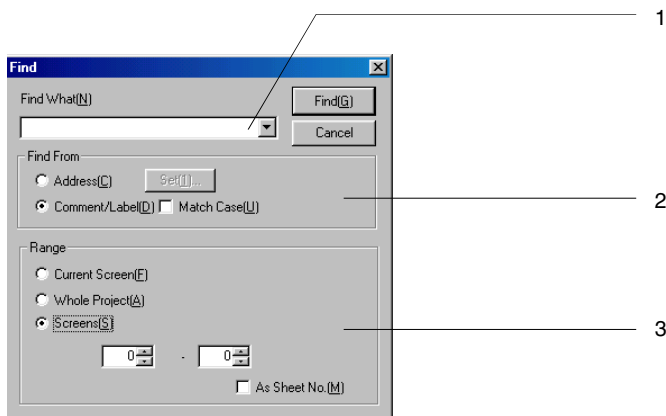 1
Find
Find What(N)
Find(G)
Cancel
Find From
Address(C) Set(1)...
Comment/Label(D) Match Case(U)
2
Range
Current Screen(F)
Whole Project(A)
Screens(S)
3
0 - 0
As Sheet No.(M)